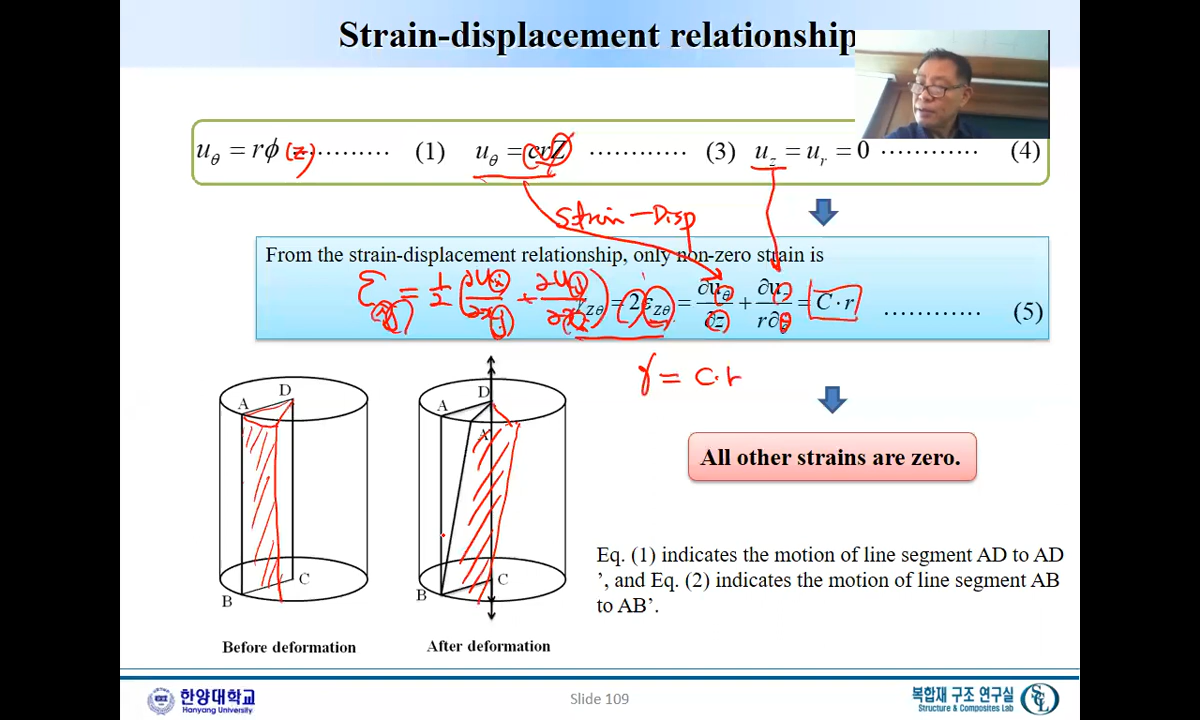 Strain-displacement relationship
u_θ = rϕ (z) ............ (1) u_θ = crZ ............ (3) u_z = u_r = 0 ............ (4)
Strain-Disp
From the strain-displacement relationship, only non-zero strain is
ε = 1/2 ( ∂u / ∂x + ∂u / ∂x ) zθ = 2ε_zθ = ∂u_θ / ∂z + ∂u / r∂θ = C·r ............ (5)
γ = c·r
D
A
B
C
Before deformation
D
A
A'
B
C
After deformation
All other strains are zero.
Eq. (1) indicates the motion of line segment AD to AD
', and Eq. (2) indicates the motion of line segment AB
to AB'.
한양대학교
Hanyang University
Slide 109
복합재 구조 연구실
Structure & Composites Lab